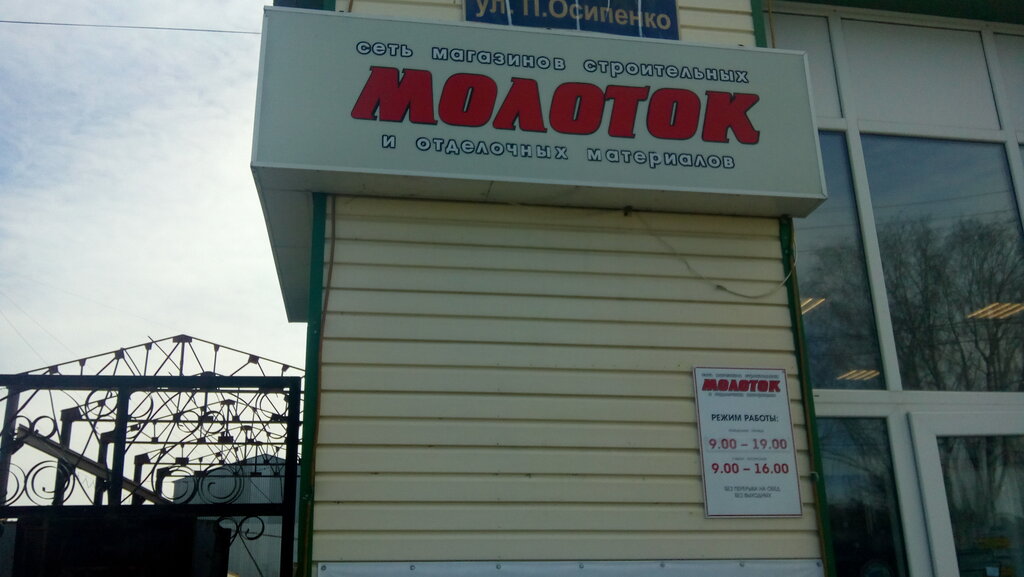 ул. П.Осипенко
сеть магазинов строительных
МОЛОТОК
и отделочных материалов
МОЛОТОК
РЕЖИМ РАБОТЫ:
9.00 – 19.00
9.00 – 16.00
БЕЗ ПЕРЕРЫВА НА ОБЕД,
БЕЗ ВЫХОДНЫХ